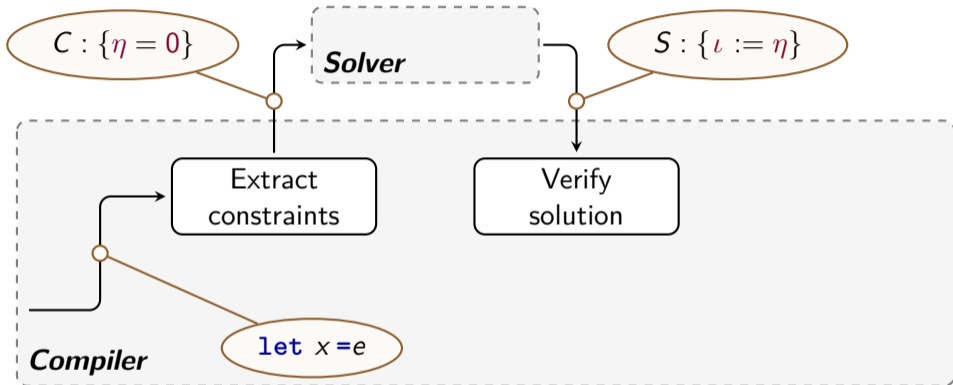 C : {η = 0}
Solver
S : {ι := η}
Extract
constraints
Verify
solution
let x =e
Compiler